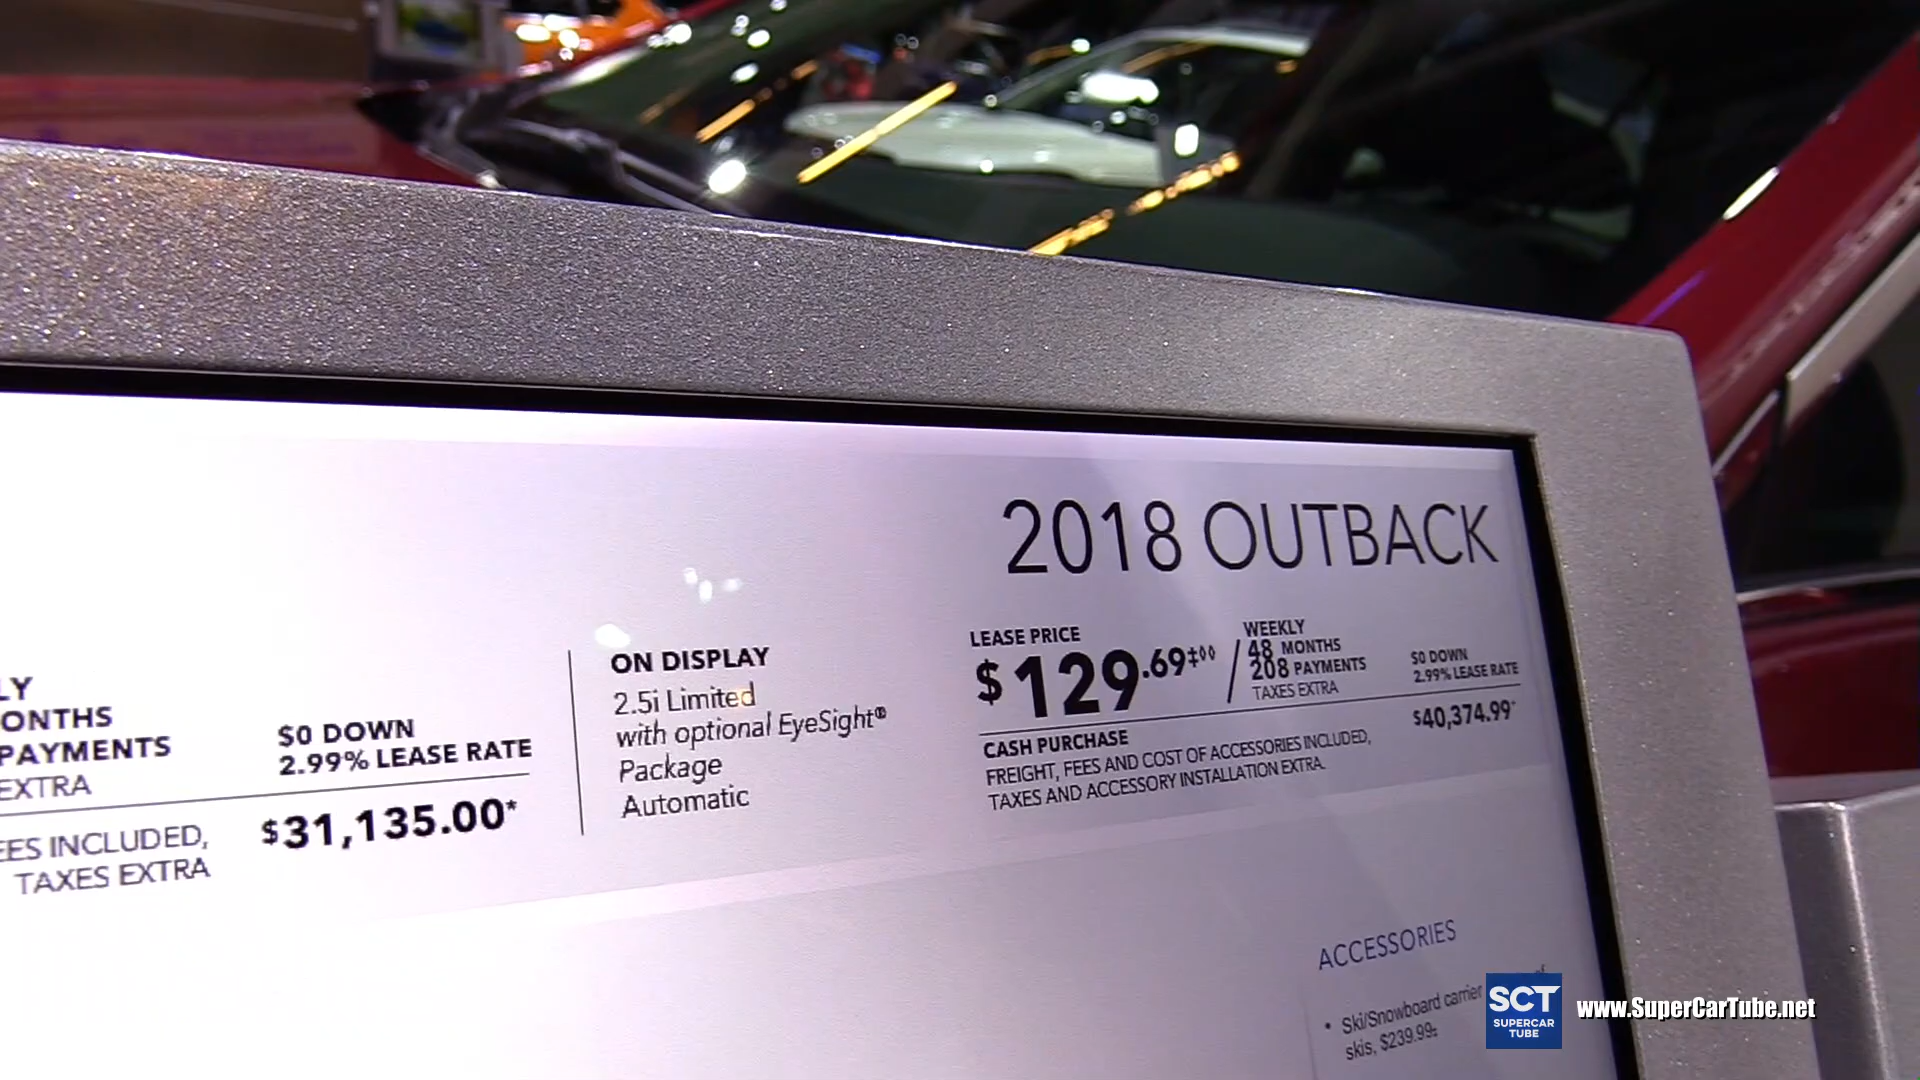 2018 OUTBACK
LY
ONTHS
PAYMENTS
EXTRA
$0 DOWN
2.99% LEASE RATE
EES INCLUDED,
TAXES EXTRA
$31,135.00*
ON DISPLAY
2.5i Limited
with optional EyeSight®
Package
Automatic
LEASE PRICE
$129.69‡◊◊
WEEKLY
48 MONTHS
208 PAYMENTS
TAXES EXTRA
$0 DOWN
2.99% LEASE RATE
CASH PURCHASE
FREIGHT, FEES AND COST OF ACCESSORIES INCLUDED,
TAXES AND ACCESSORY INSTALLATION EXTRA.
$40,374.99*
ACCESSORIES
• Ski/Snowboard carrier
skis, $239.99‡
SCT
SUPERCAR
TUBE
www.SuperCarTube.net